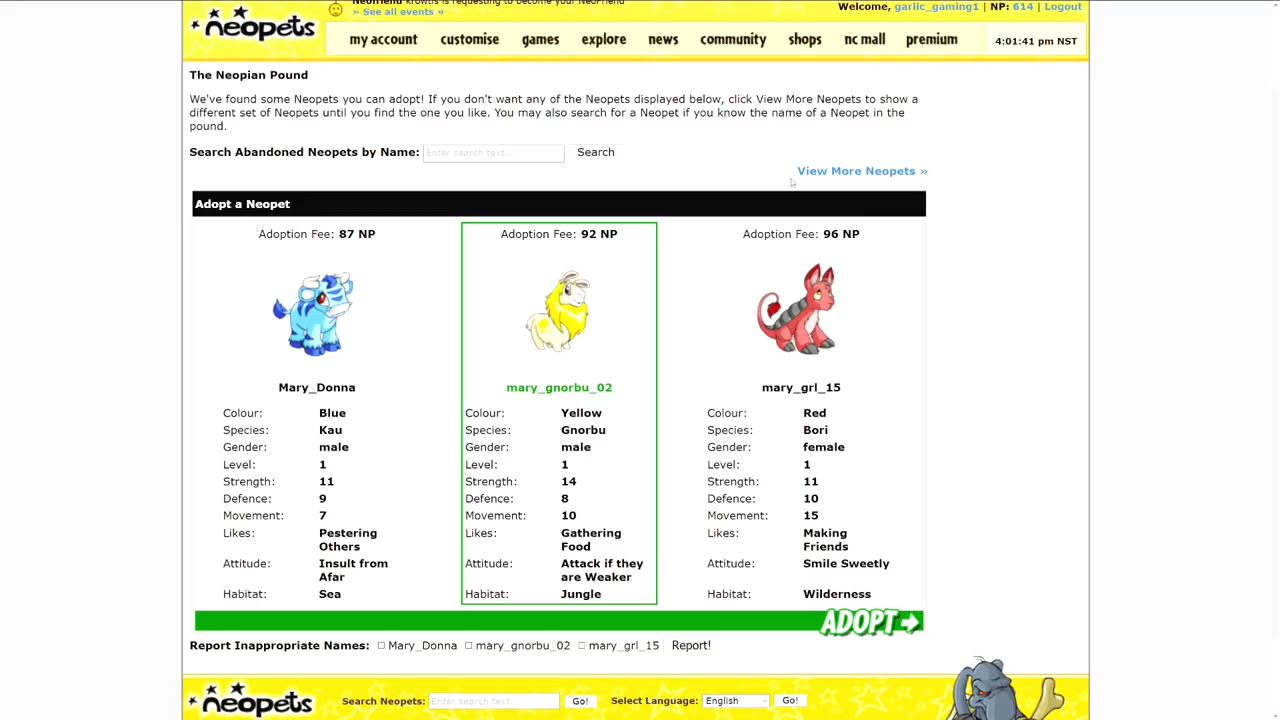 Neofriend krowtis is requesting to become your NeoFriend
» See all events «
Welcome, garlic_gaming1 | NP: 614 | Logout
neopets
my account customise games explore news community shops nc mall premium
4:01:41 pm NST
The Neopian Pound
We've found some Neopets you can adopt! If you don't want any of the Neopets displayed below, click View More Neopets to show a
different set of Neopets until you find the one you like. You may also search for a Neopet if you know the name of a Neopet in the
pound.
Search Abandoned Neopets by Name: Enter search text... Search
View More Neopets »
Adopt a Neopet
Adoption Fee: 87 NP
Mary_Donna
Colour: Blue
Species: Kau
Gender: male
Level: 1
Strength: 11
Defence: 9
Movement: 7
Likes: Pestering
Others
Attitude: Insult from
Afar
Habitat: Sea
Adoption Fee: 92 NP
mary_gnorbu_02
Colour: Yellow
Species: Gnorbu
Gender: male
Level: 1
Strength: 14
Defence: 8
Movement: 10
Likes: Gathering
Food
Attitude: Attack if they
are Weaker
Habitat: Jungle
Adoption Fee: 96 NP
mary_grl_15
Colour: Red
Species: Bori
Gender: female
Level: 1
Strength: 11
Defence: 10
Movement: 15
Likes: Making
Friends
Attitude: Smile Sweetly
Habitat: Wilderness
ADOPT
Report Inappropriate Names: Mary_Donna mary_gnorbu_02 mary_grl_15 Report!
neopets
Search Neopets: Enter search text... Go! Select Language: English Go!